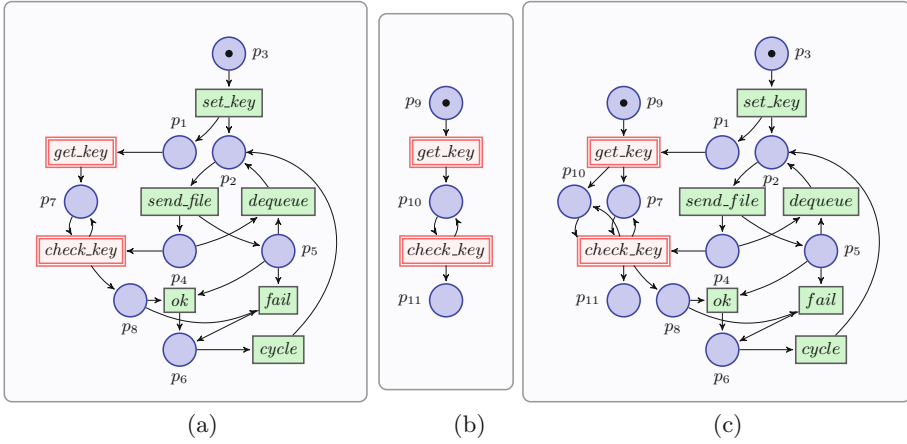 p3
set_key
p1
get_key
p2
p7
send_file
dequeue
check_key
p4
p5
p8
ok
fail
p6
cycle
(a)
p9
get_key
p10
check_key
p11
(b)
p3
p9
set_key
p1
get_key
p10
p2
p7
send_file
dequeue
check_key
p4
p5
p11
p8
ok
fail
p6
cycle
(c)